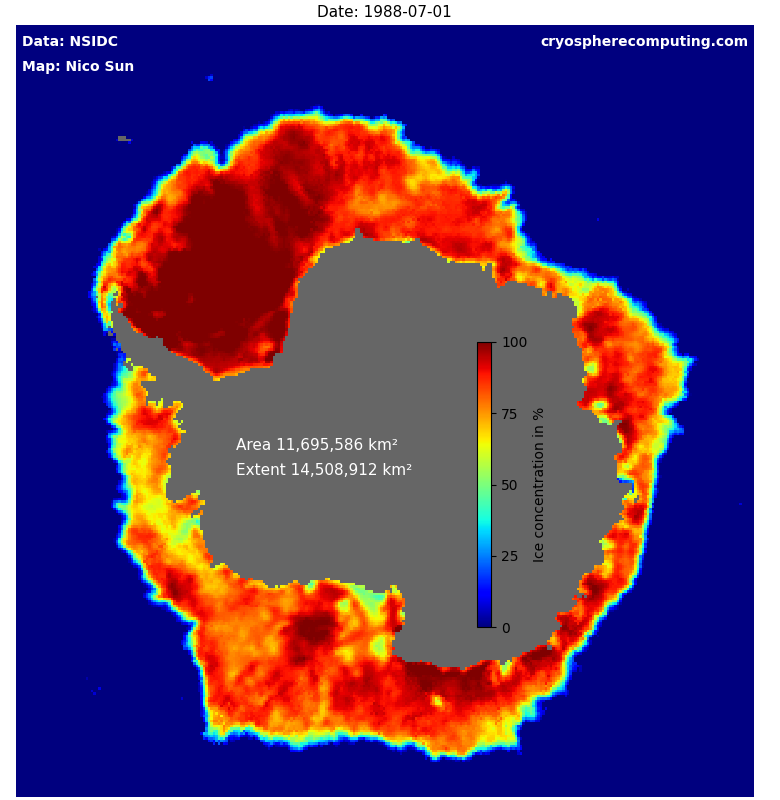 Date: 1988-07-01
Data: NSIDC
cryospherecomputing.com
Map: Nico Sun
Area 11,695,586 km²
Extent 14,508,912 km²
100
75
50
25
0
Ice concentration in %